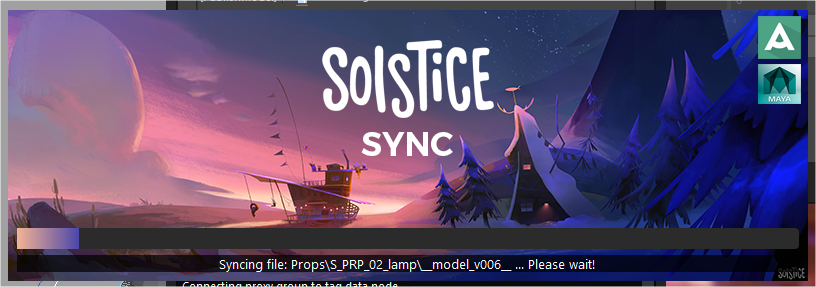 SOLSTICE
SYNC
A
MAYA
Syncing file: Props\S_PRP_02_lamp\__model_v006__ ... Please wait!
SOLSTICE
Connecting proxy group to tag data node